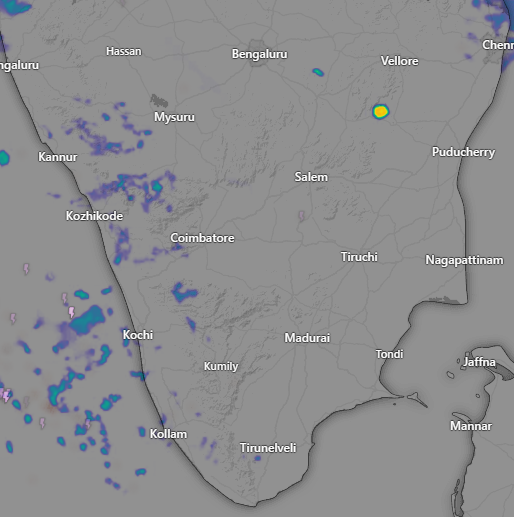 Chenn
Hassan
Bengaluru
Vellore
ngaluru
Mysuru
Kannur
Puducherry
Salem
Kozhikode
Coimbatore
Tiruchi
Nagapattinam
Kochi
Madurai
Kumily
Tondi
Jaffna
Mannar
Kollam
Tirunelveli